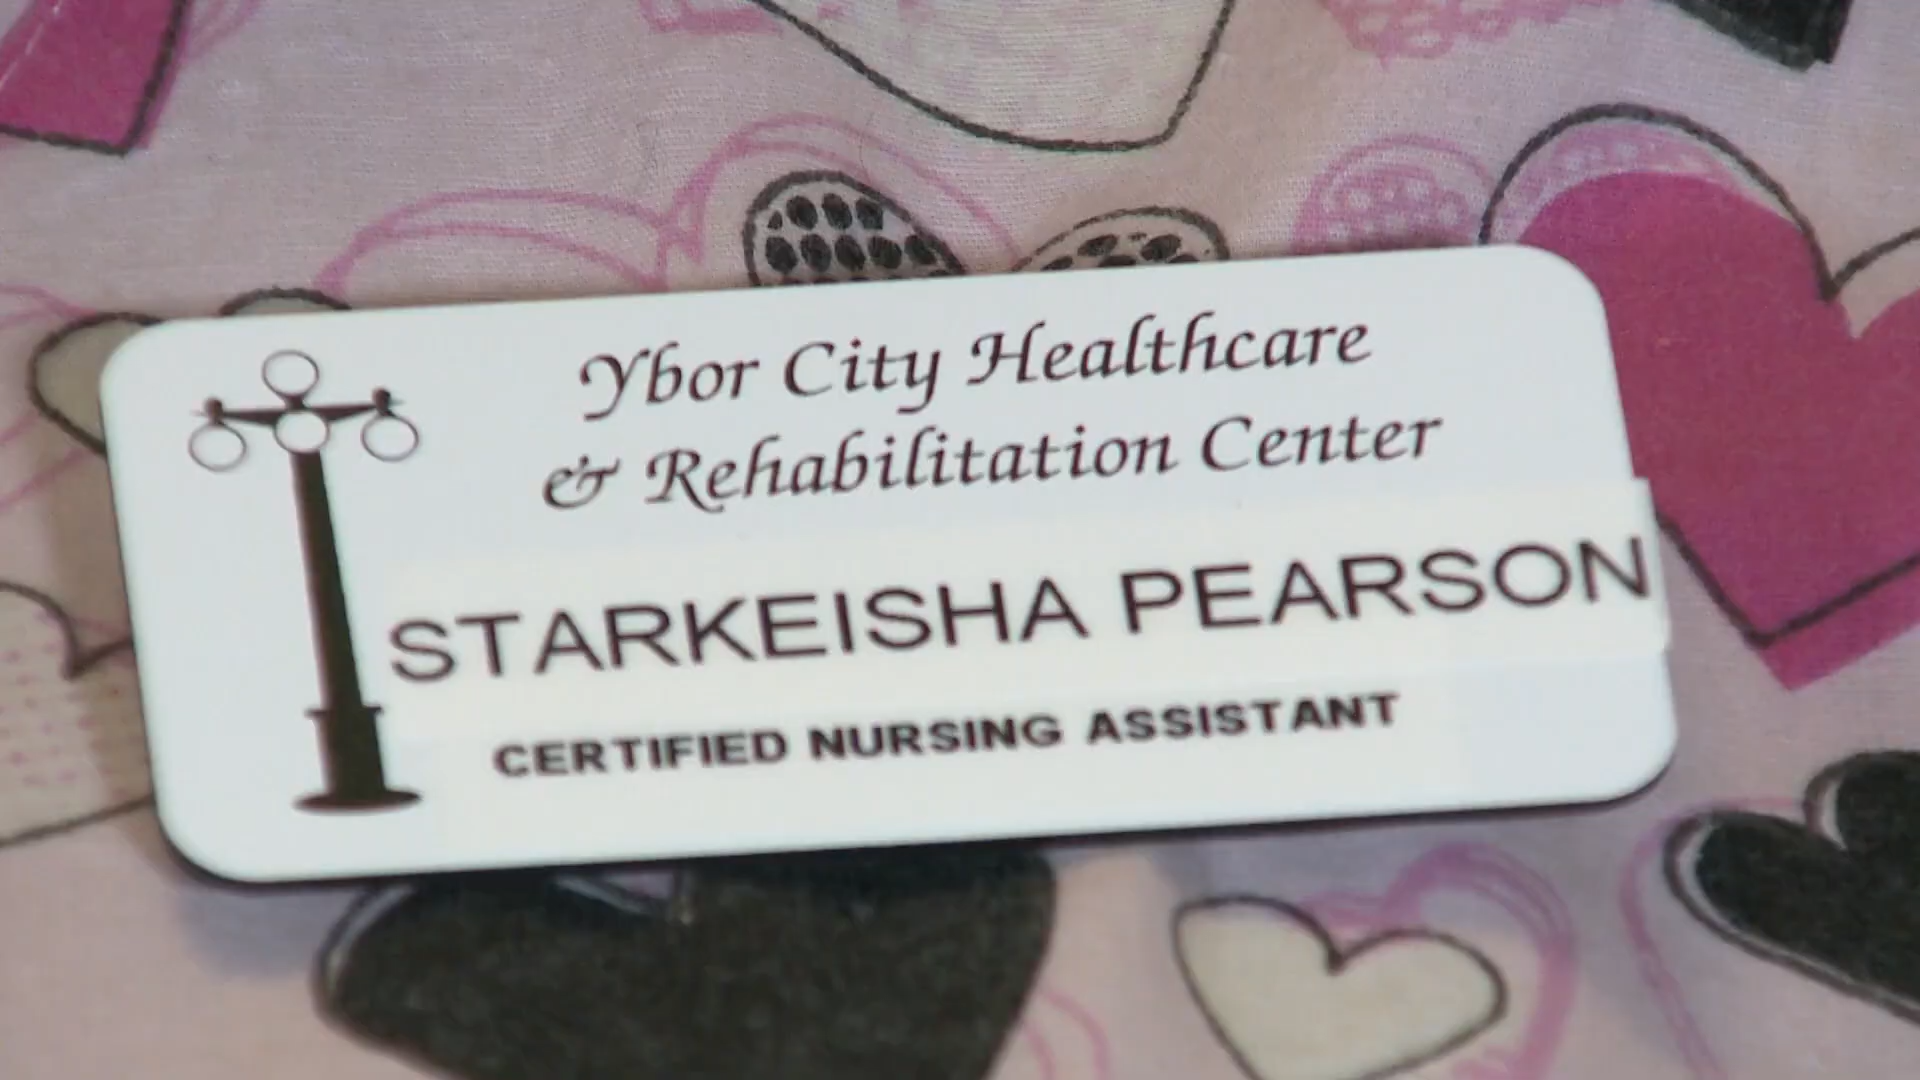 Ybor City Healthcare
& Rehabilitation Center
STARKEISHA PEARSON
CERTIFIED NURSING ASSISTANT